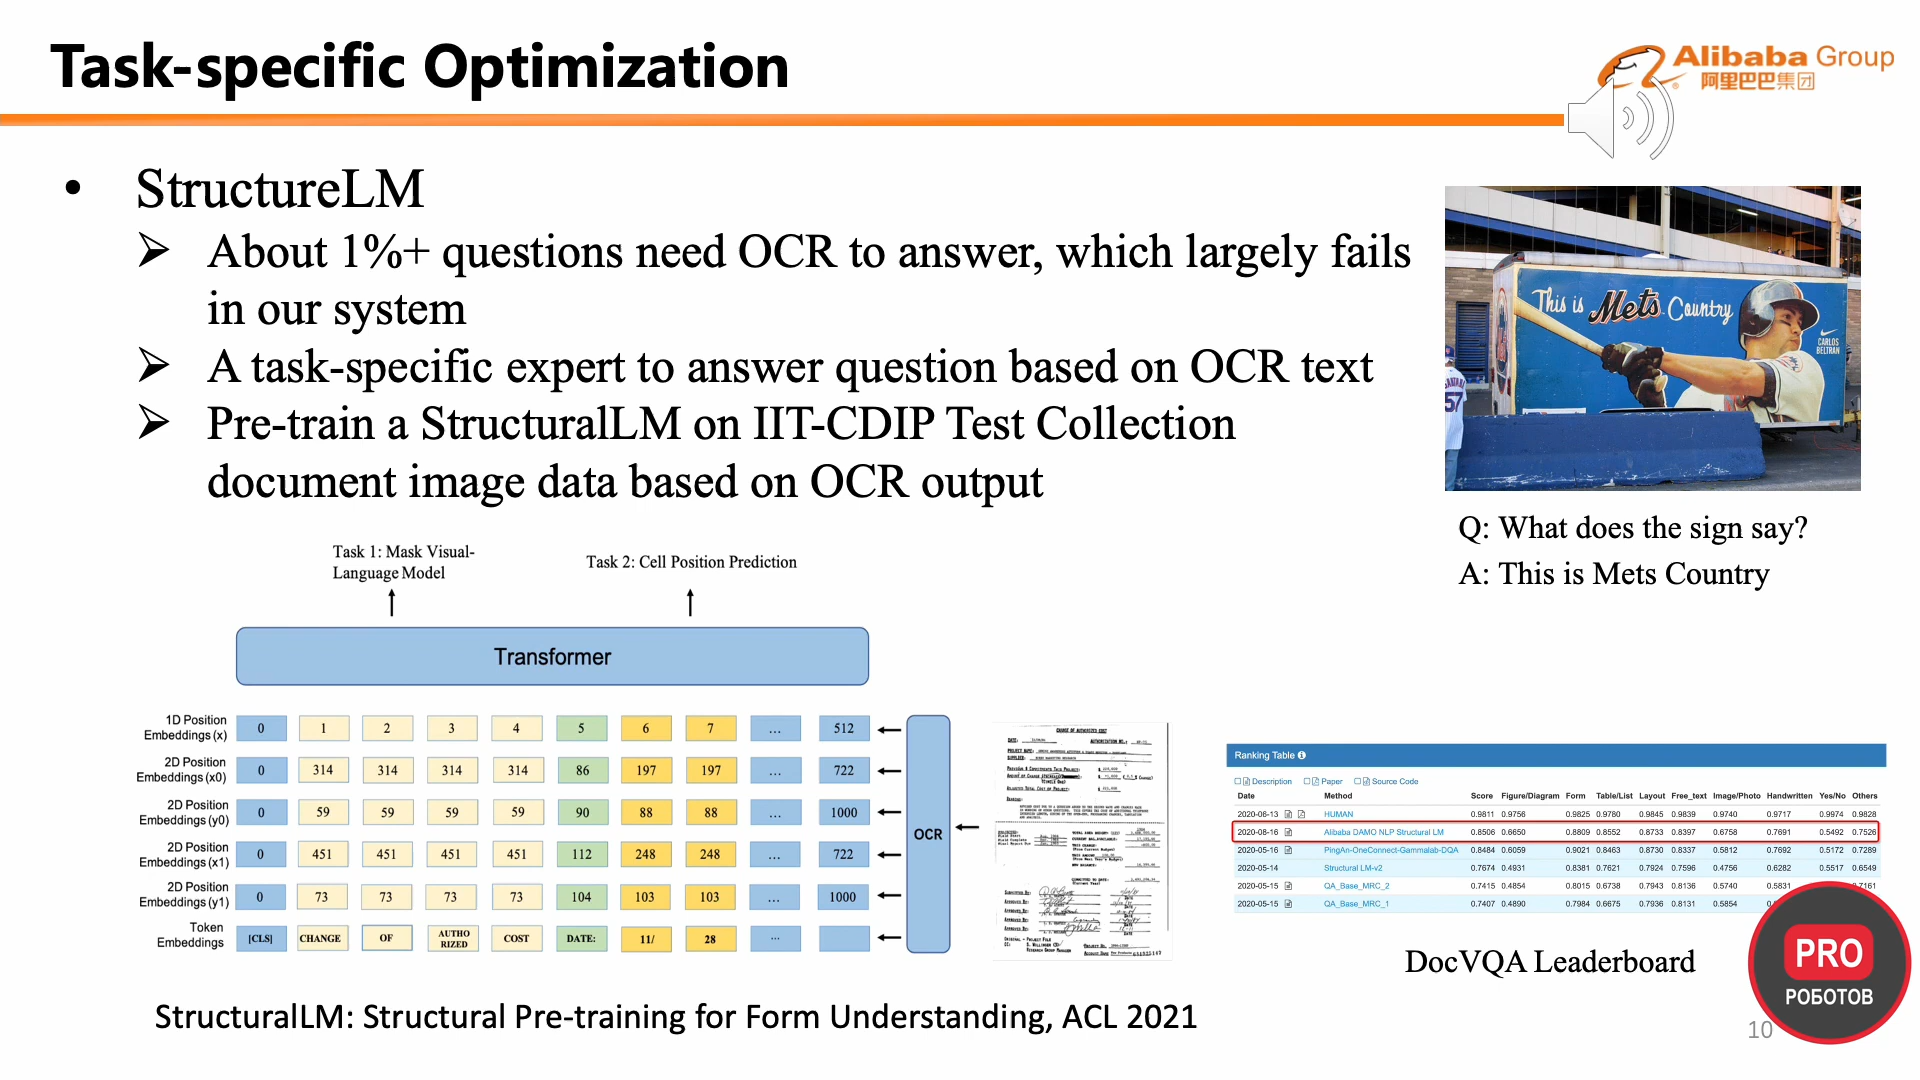 Task-specific Optimization
Alibaba Group
阿里巴巴集团
• StructureLM
About 1%+ questions need OCR to answer, which largely fails
in our system
A task-specific expert to answer question based on OCR text
Pre-train a StructuralLM on IIT-CDIP Test Collection
document image data based on OCR output
This is Mets Country
CARLOS
BELTRAN
57
Q: What does the sign say?
A: This is Mets Country
Task 1: Mask Visual-
Language Model
Task 2: Cell Position Prediction
Transformer
1D Position
Embeddings (x) 0 1 2 3 4 5 6 7 ... 512
2D Position
Embeddings (x0) 0 314 314 314 314 86 197 197 ... 722
2D Position
Embeddings (y0) 0 59 59 59 59 90 88 88 ... 1000
2D Position
Embeddings (x1) 0 451 451 451 451 112 248 248 ... 722
2D Position
Embeddings (y1) 0 73 73 73 73 104 103 103 ... 1000
Token
Embeddings [CLS] CHANGE OF AUTHO
RIZED COST DATE: 11/ 28 ...
OCR
CHANGE OF AUTHORIZED COST
Ranking Table
Description Paper Source Code
Date Method Score Figure/Diagram Form Table/List Layout Free_text Image/Photo Handwritten Yes/No Others
2020-06-13 HUMAN 0.9811 0.9756 0.9825 0.9780 0.9845 0.9839 0.9740 0.9717 0.9974 0.9828
2020-08-16 Alibaba DAMO NLP Structural LM 0.8506 0.6650 0.8809 0.8552 0.8733 0.8397 0.6758 0.7691 0.5492 0.7526
2020-05-16 PingAn-OneConnect-Gammalab-DQA 0.8484 0.6059 0.9021 0.8463 0.8730 0.8337 0.5812 0.7692 0.5172 0.7289
2020-05-14 Structural LM-v2 0.7674 0.4931 0.8381 0.7621 0.7924 0.7596 0.4756 0.6282 0.5517 0.6549
2020-05-15 QA_Base_MRC_2 0.7415 0.4854 0.8015 0.6738 0.7943 0.8136 0.5740 0.5831 0.7161
2020-05-15 QA_Base_MRC_1 0.7407 0.4890 0.7984 0.6675 0.7936 0.8131 0.5854
DocVQA Leaderboard
PRO
РОБОТОВ
StructuralLM: Structural Pre-training for Form Understanding, ACL 2021
10